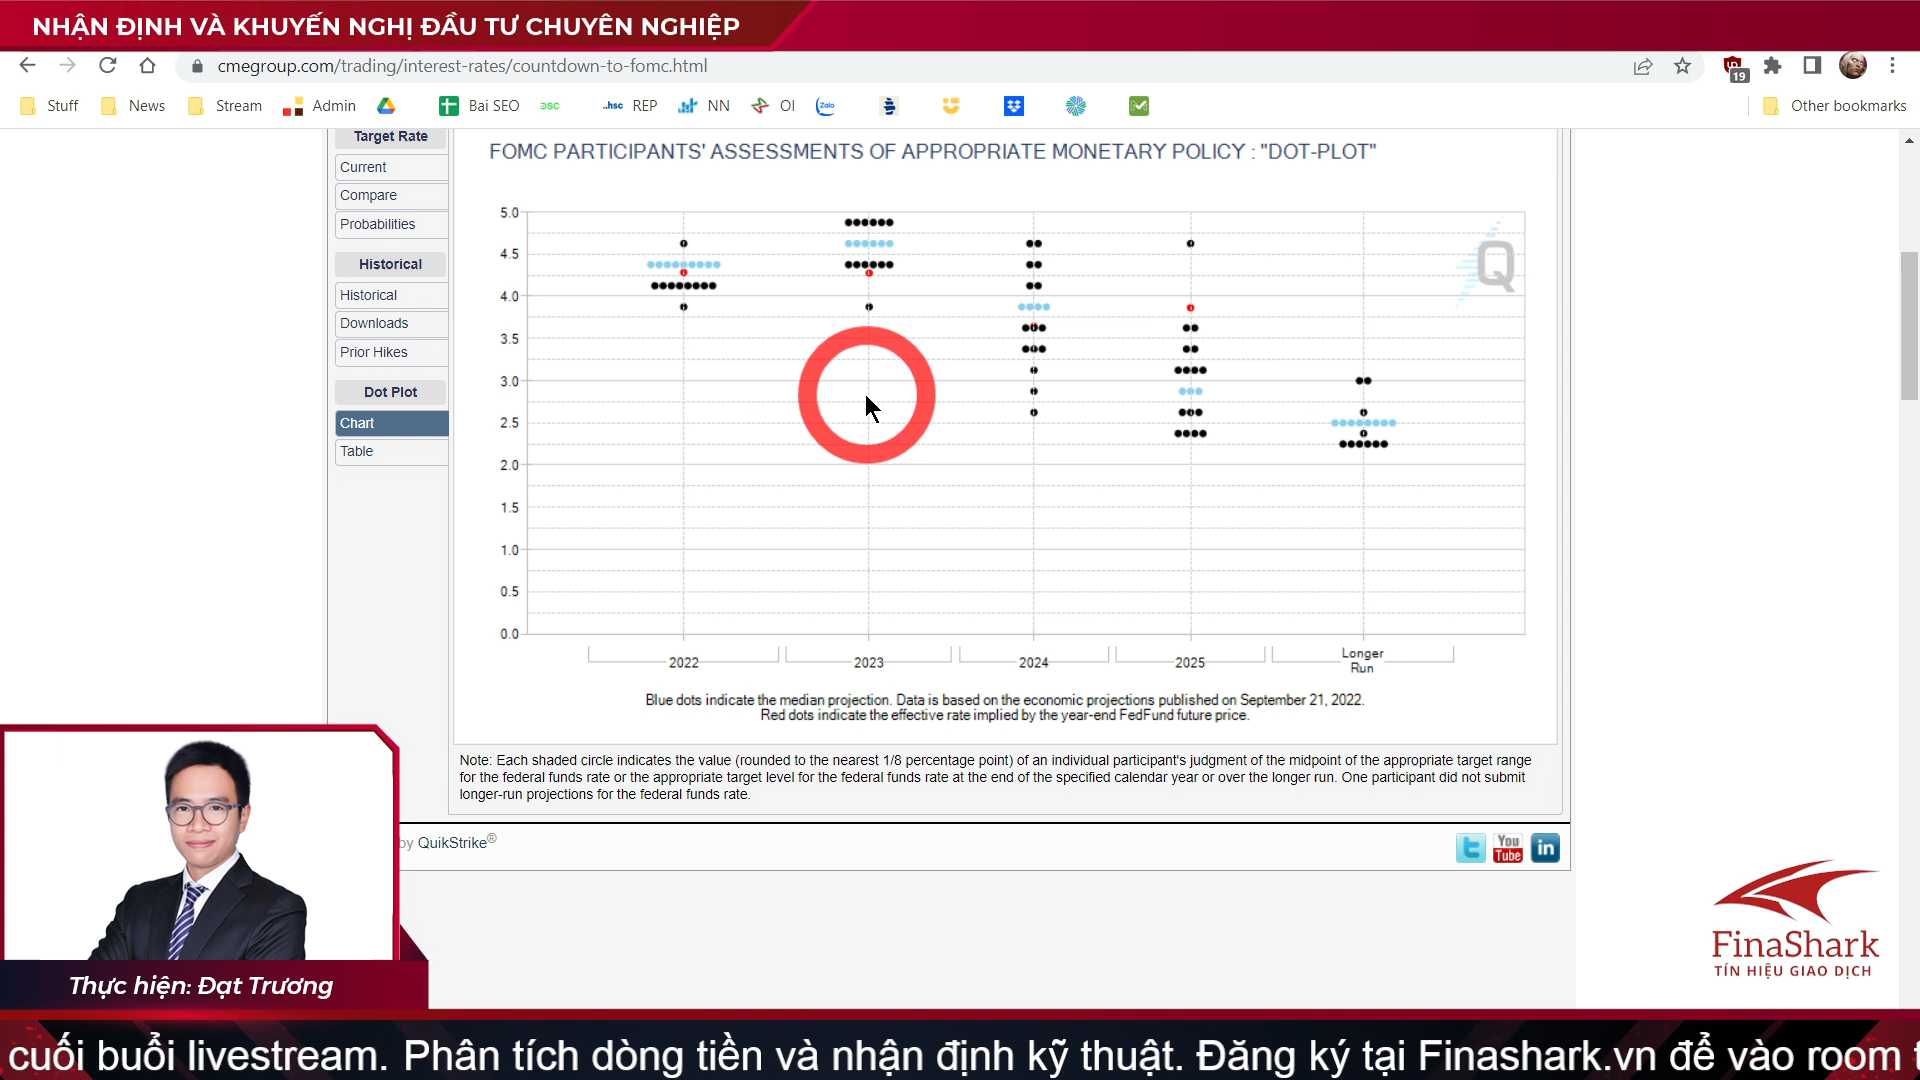 NHẬN ĐỊNH VÀ KHUYẾN NGHỊ ĐẦU TƯ CHUYÊN NGHIỆP
cmegroup.com/trading/interest-rates/countdown-to-fomc.html
19
Stuff News Stream Admin Bai SEO DSC .hsc REP NN OI Zalo Other bookmarks
Target Rate
Current
Compare
Probabilities
Historical
Historical
Downloads
Prior Hikes
Dot Plot
Chart
Table
FOMC PARTICIPANTS' ASSESSMENTS OF APPROPRIATE MONETARY POLICY : "DOT-PLOT"
5.0
4.5
4.0
3.5
3.0
2.5
2.0
1.5
1.0
0.5
0.0
Q
2022 2023 2024 2025 Longer Run
Blue dots indicate the median projection. Data is based on the economic projections published on September 21, 2022.
Red dots indicate the effective rate implied by the year-end FedFund future price.
Note: Each shaded circle indicates the value (rounded to the nearest 1/8 percentage point) of an individual participant's judgment of the midpoint of the appropriate target range
for the federal funds rate or the appropriate target level for the federal funds rate at the end of the specified calendar year or over the longer run. One participant did not submit
longer-run projections for the federal funds rate.
by QuikStrike®
You Tube in
Thực hiện: Đạt Trương
FinaShark
TÍN HIỆU GIAO DỊCH
cuối buổi livestream. Phân tích dòng tiền và nhận định kỹ thuật. Đăng ký tại Finashark.vn để vào room